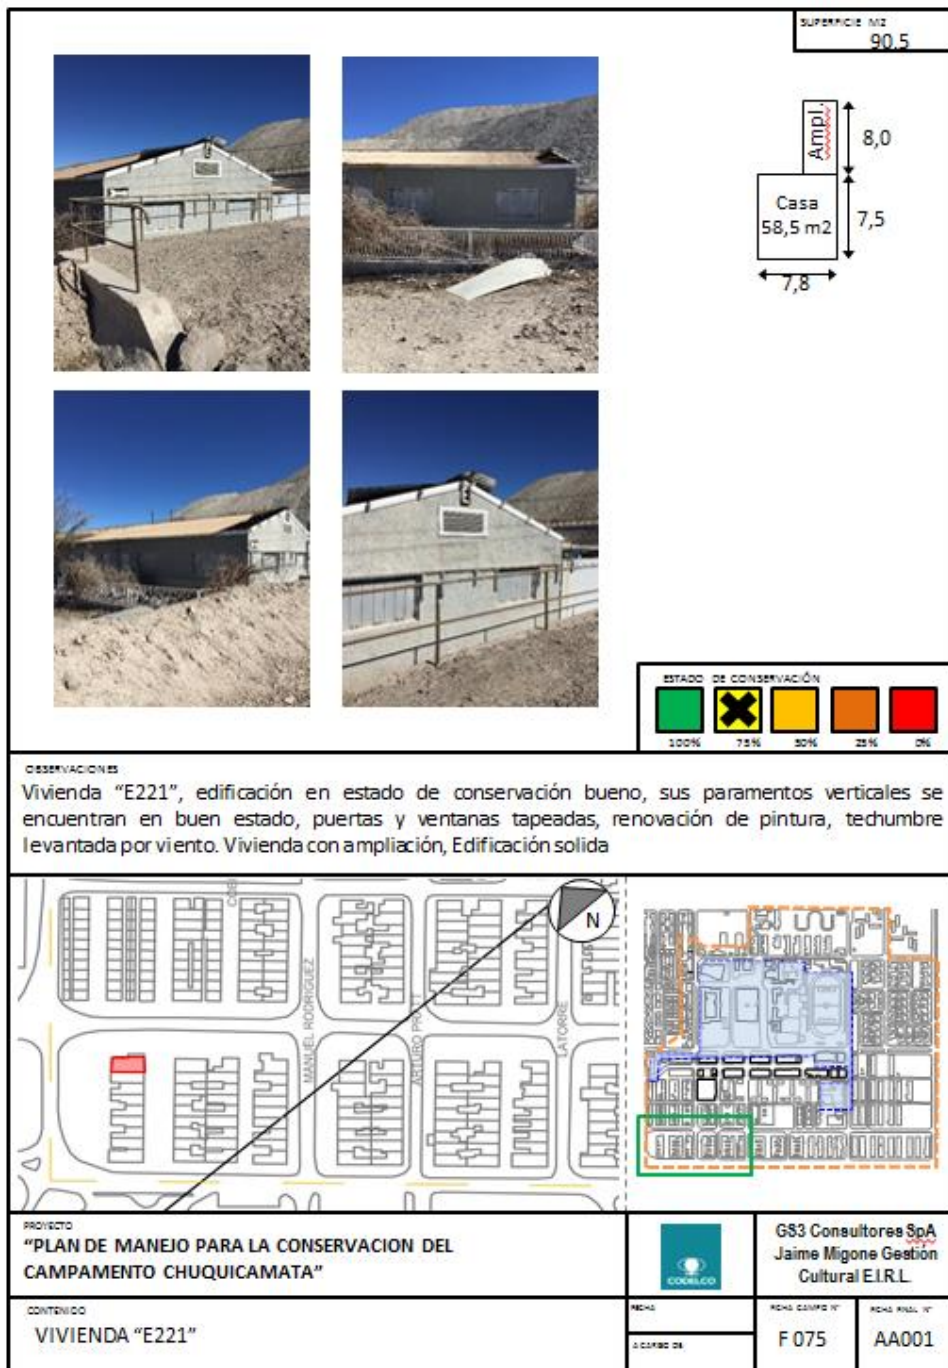 SUPERFICIE M2
90.5
Ampl.
8,0
Casa
58,5 m2
7,5
7,8
ESTADO DE CONSERVACIÓN
100% 75% 50% 25% 0%
OBSERVACIONES
Vivienda “E221”, edificación en estado de conservación bueno, sus paramentos verticales se
encuentran en buen estado, puertas y ventanas tapeadas, renovación de pintura, techumbre
levantada por viento. Vivienda con ampliación, Edificación solida
N
MANUEL RODRIGUEZ
ARTURO PRAT
LATORRE
PROYECTO
“PLAN DE MANEJO PARA LA CONSERVACION DEL
CAMPAMENTO CHUQUICAMATA”
CODELCO
GS3 Consultores SpA
Jaime Migone Gestión
Cultural E.I.R.L.
CONTENIDO
VIVIENDA “E221”
FECHA
A CARGO DE
FICHA CAMPO N°
F 075
FICHA FINAL N°
AA001